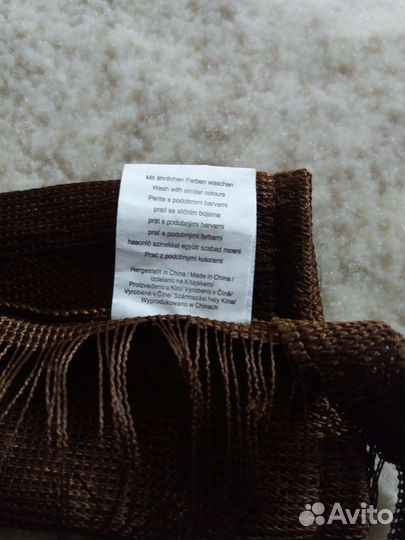 Mit ähnlichen Farben waschen
Wash with similar colours
Perite s podobnimi barvami
prati sa sličnim bojama
prát s podobnými barvami
prať s podobnými farbami
hasonló színekkel együtt szabad mosni
Prać z podobnymi kolorami
Hergestellt in China / Made in China /
Izdelano na Kitajskem/
Proizvedeno u Kini/ Vyrobeno v Číně/
Vyrobené v Číne/ Származási hely Kína/
Wyprodukowano w Chinach
Avito